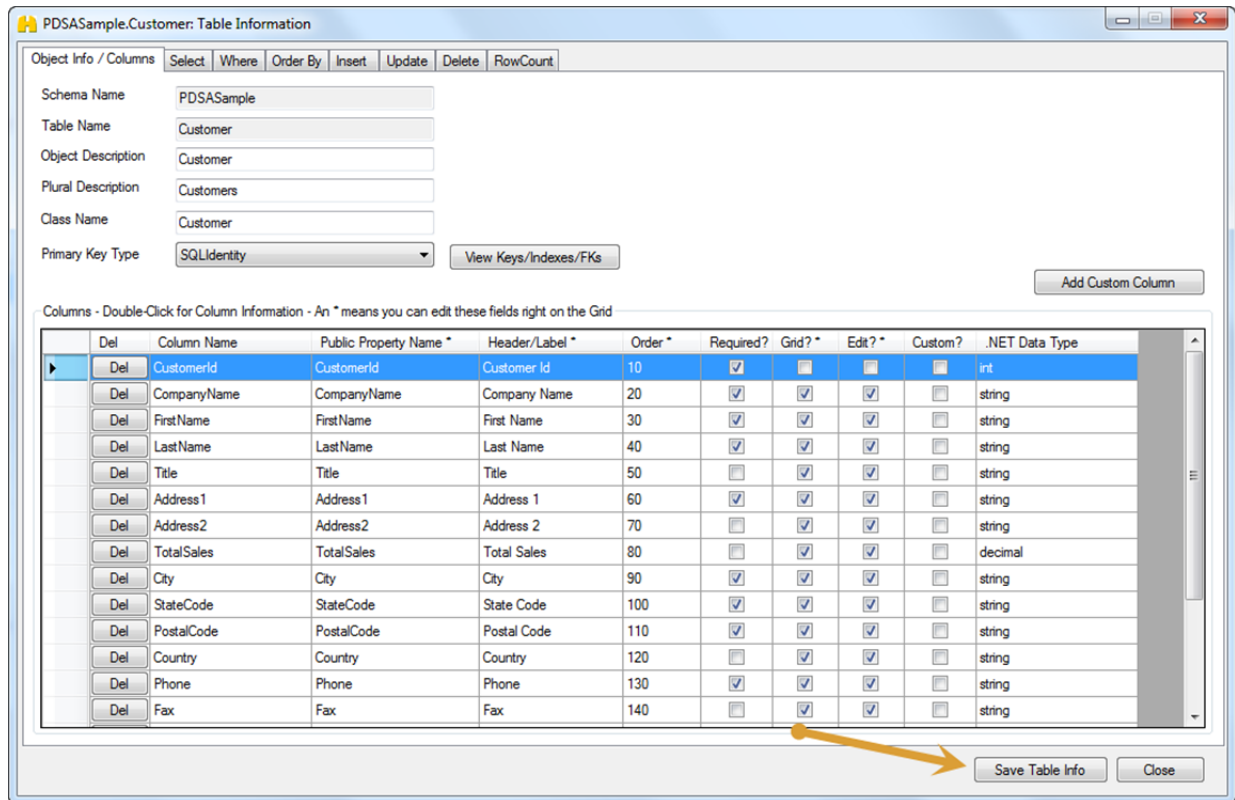 PDSASample.Customer: Table Information
Object Info / Columns Select Where Order By Insert Update Delete RowCount
Schema Name PDSASample
Table Name Customer
Object Description Customer
Plural Description Customers
Class Name Customer
Primary Key Type SQLIdentity View Keys/Indexes/FKs
Add Custom Column
Columns - Double-Click for Column Information - An * means you can edit these fields right on the Grid
Del Column Name Public Property Name * Header/Label * Order * Required? Grid? * Edit? * Custom? .NET Data Type
Del CustomerId CustomerId Customer Id 10 int
Del CompanyName CompanyName Company Name 20 string
Del FirstName FirstName First Name 30 string
Del LastName LastName Last Name 40 string
Del Title Title Title 50 string
Del Address1 Address1 Address 1 60 string
Del Address2 Address2 Address 2 70 string
Del TotalSales TotalSales Total Sales 80 decimal
Del City City City 90 string
Del StateCode StateCode State Code 100 string
Del PostalCode PostalCode Postal Code 110 string
Del Country Country Country 120 string
Del Phone Phone Phone 130 string
Del Fax Fax Fax 140 string
Save Table Info Close